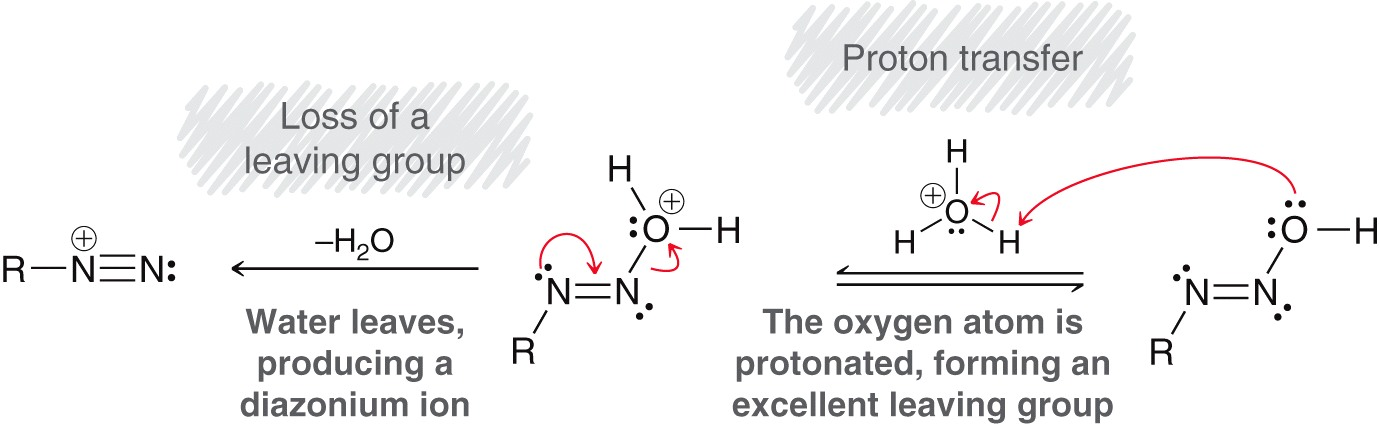 Proton transfer
Loss of a
leaving group
H
H
H
⊕
⊕
O
H
O
H
O
H
⊕
–H₂O
H
R
N
N
N
N
N
N
Water leaves,
producing a
diazonium ion
The oxygen atom is
protonated, forming an
excellent leaving group
R
R